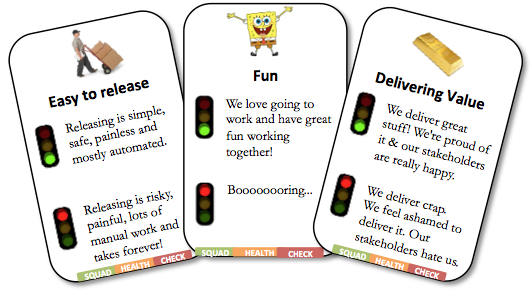 Easy to release
Releasing is simple,
safe, painless and
mostly automated.
Releasing is risky,
painful, lots of
manual work and
takes forever!
SQUAD HEALTH CHECK
Fun
We love going to
work and have great
fun working
together!
Booooooooring...
SQUAD HEALTH CHECK
Delivering Value
We deliver great
stuff! We're proud of
it & our stakeholders
are really happy.
We deliver crap.
We feel ashamed to
deliver it. Our
stakeholders hate us.
SQUAD HEALTH CHECK